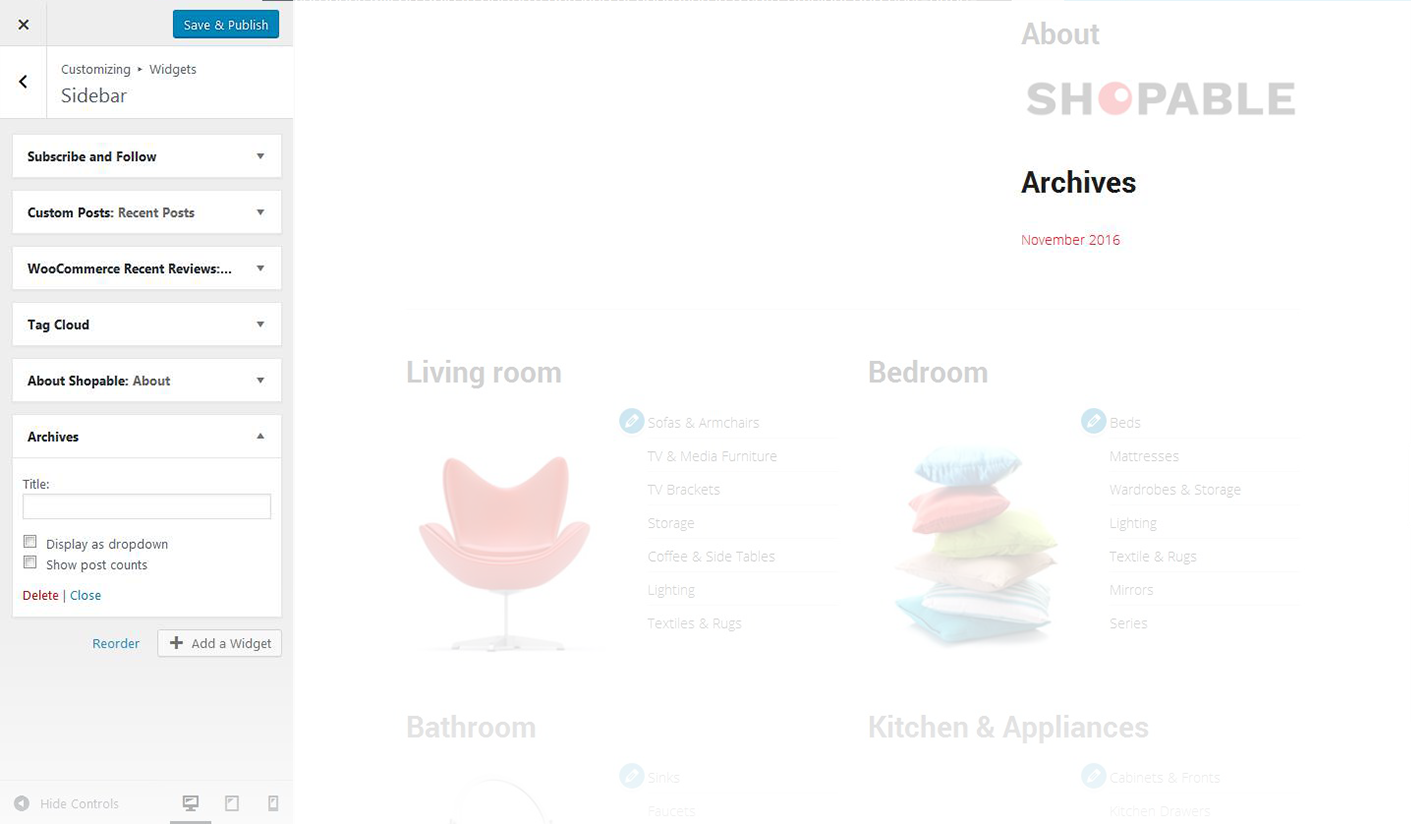 Save & Publish
Customizing ▸ Widgets
Sidebar
Subscribe and Follow
Custom Posts: Recent Posts
WooCommerce Recent Reviews:...
Tag Cloud
About Shopable: About
Archives
Title:
Display as dropdown
Show post counts
Delete | Close
Reorder
Add a Widget
Hide Controls
About
SHOPABLE
Archives
November 2016
Living room
Sofas & Armchairs
TV & Media Furniture
TV Brackets
Storage
Coffee & Side Tables
Lighting
Textiles & Rugs
Bedroom
Beds
Mattresses
Wardrobes & Storage
Lighting
Textile & Rugs
Mirrors
Series
Bathroom
Sinks
Faucets
Kitchen & Appliances
Cabinets & Fronts
Kitchen Drawers